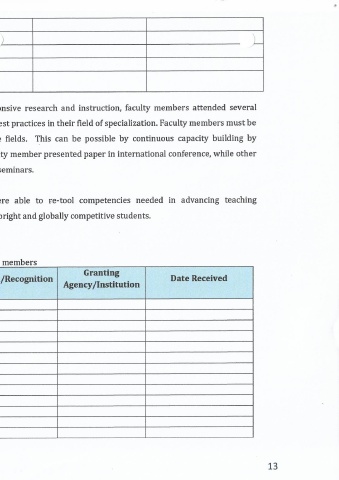 onsive research and instruction, faculty members attended several
est practices in their field of specialization. Faculty members must be
e fields. This can be possible by continuous capacity building by
ty member presented paper in international conference, while other
seminars.
ere able to re-tool competencies needed in advancing teaching
bright and globally competitive students.
members
/Recognition
Granting
Agency/Institution
Date Received
13